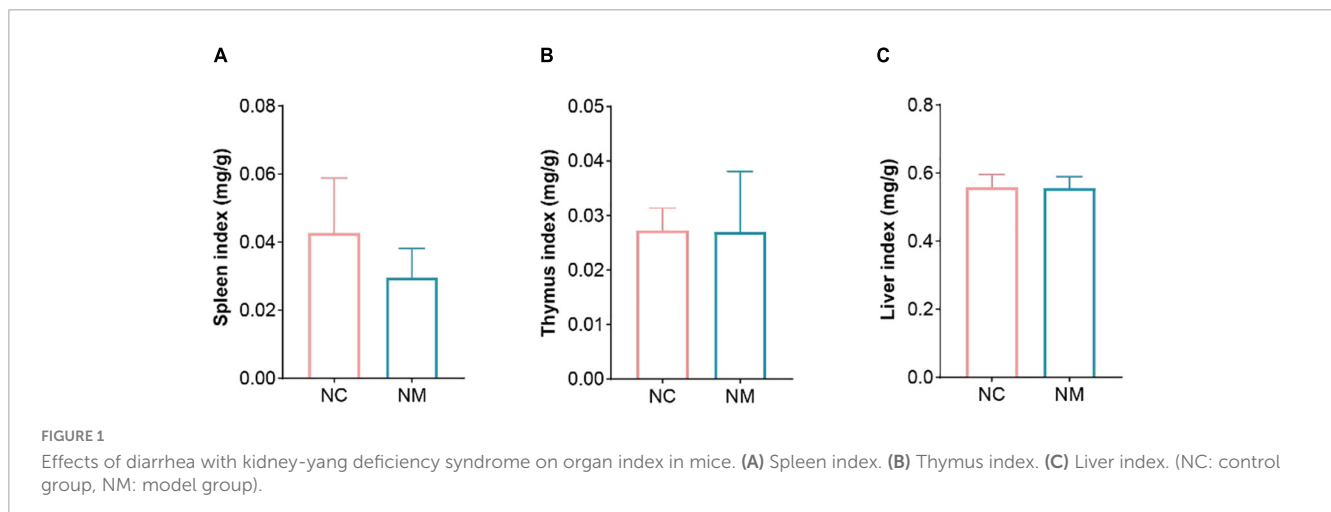 A
B
C
Spleen index (mg/g)
0.08
0.06
0.04
0.02
0.00
NC NM
Thymus index (mg/g)
0.05
0.04
0.03
0.02
0.01
0.00
NC NM
Liver index (mg/g)
0.8
0.6
0.4
0.2
0.0
NC NM
FIGURE 1
Effects of diarrhea with kidney-yang deficiency syndrome on organ index in mice. (A) Spleen index. (B) Thymus index. (C) Liver index. (NC: control
group, NM: model group).